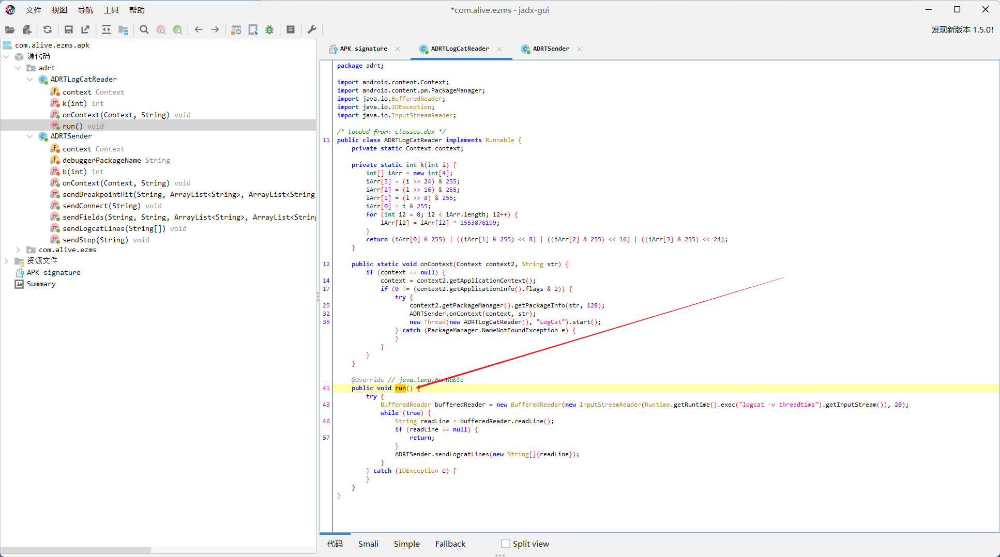 文件 视图 导航 工具 帮助
*com.alive.ezms - jadx-gui
发现新版本 1.5.0!
com.alive.ezms.apk
源代码
adrt
ADRTLogCatReader
context Context
k(int) int
onContext(Context, String) void
run() void
ADRTSender
context Context
debuggerPackageName String
b(int) int
onContext(Context, String) void
sendBreakpointHit(String, ArrayList<String>, ArrayList<String
sendConnect(String) void
sendFields(String, String, ArrayList<String>, ArrayList<String
sendLogcatLines(String[]) void
sendStop(String) void
com.alive.ezms
资源文件
APK signature
Summary
APK signature ADRTLogCatReader ADRTSender
package adrt;
import android.content.Context;
import android.content.pm.PackageManager;
import java.io.BufferedReader;
import java.io.IOException;
import java.io.InputStreamReader;
/* loaded from: classes.dex */
11 public class ADRTLogCatReader implements Runnable {
private static Context context;
private static int k(int i) {
int[] iArr = new int[4];
iArr[3] = (i >> 24) & 255;
iArr[2] = (i >> 16) & 255;
iArr[1] = (i >> 8) & 255;
iArr[0] = i & 255;
for (int i2 = 0; i2 < iArr.length; i2++) {
iArr[i2] = iArr[i2] ^ 1553876199;
}
return (iArr[0] & 255) | ((iArr[1] & 255) << 8) | ((iArr[2] & 255) << 16) | ((iArr[3] & 255) << 24);
}
12 public static void onContext(Context context2, String str) {
if (context == null) {
14 context = context2.getApplicationContext();
17 if (0 != (context2.getApplicationInfo().flags & 2)) {
try {
25 context2.getPackageManager().getPackageInfo(str, 128);
32 ADRTSender.onContext(context, str);
35 new Thread(new ADRTLogCatReader(), "LogCat").start();
} catch (PackageManager.NameNotFoundException e) {
}
}
}
}
@Override // java.lang.Runnable
41 public void run() {
try {
43 BufferedReader bufferedReader = new BufferedReader(new InputStreamReader(Runtime.getRuntime().exec("logcat -v threadtime").getInputStream()), 20);
while (true) {
46 String readLine = bufferedReader.readLine();
if (readLine == null) {
57 return;
}
ADRTSender.sendLogcatLines(new String[]{readLine});
}
} catch (IOException e) {
}
}
}
代码 Smali Simple Fallback Split view